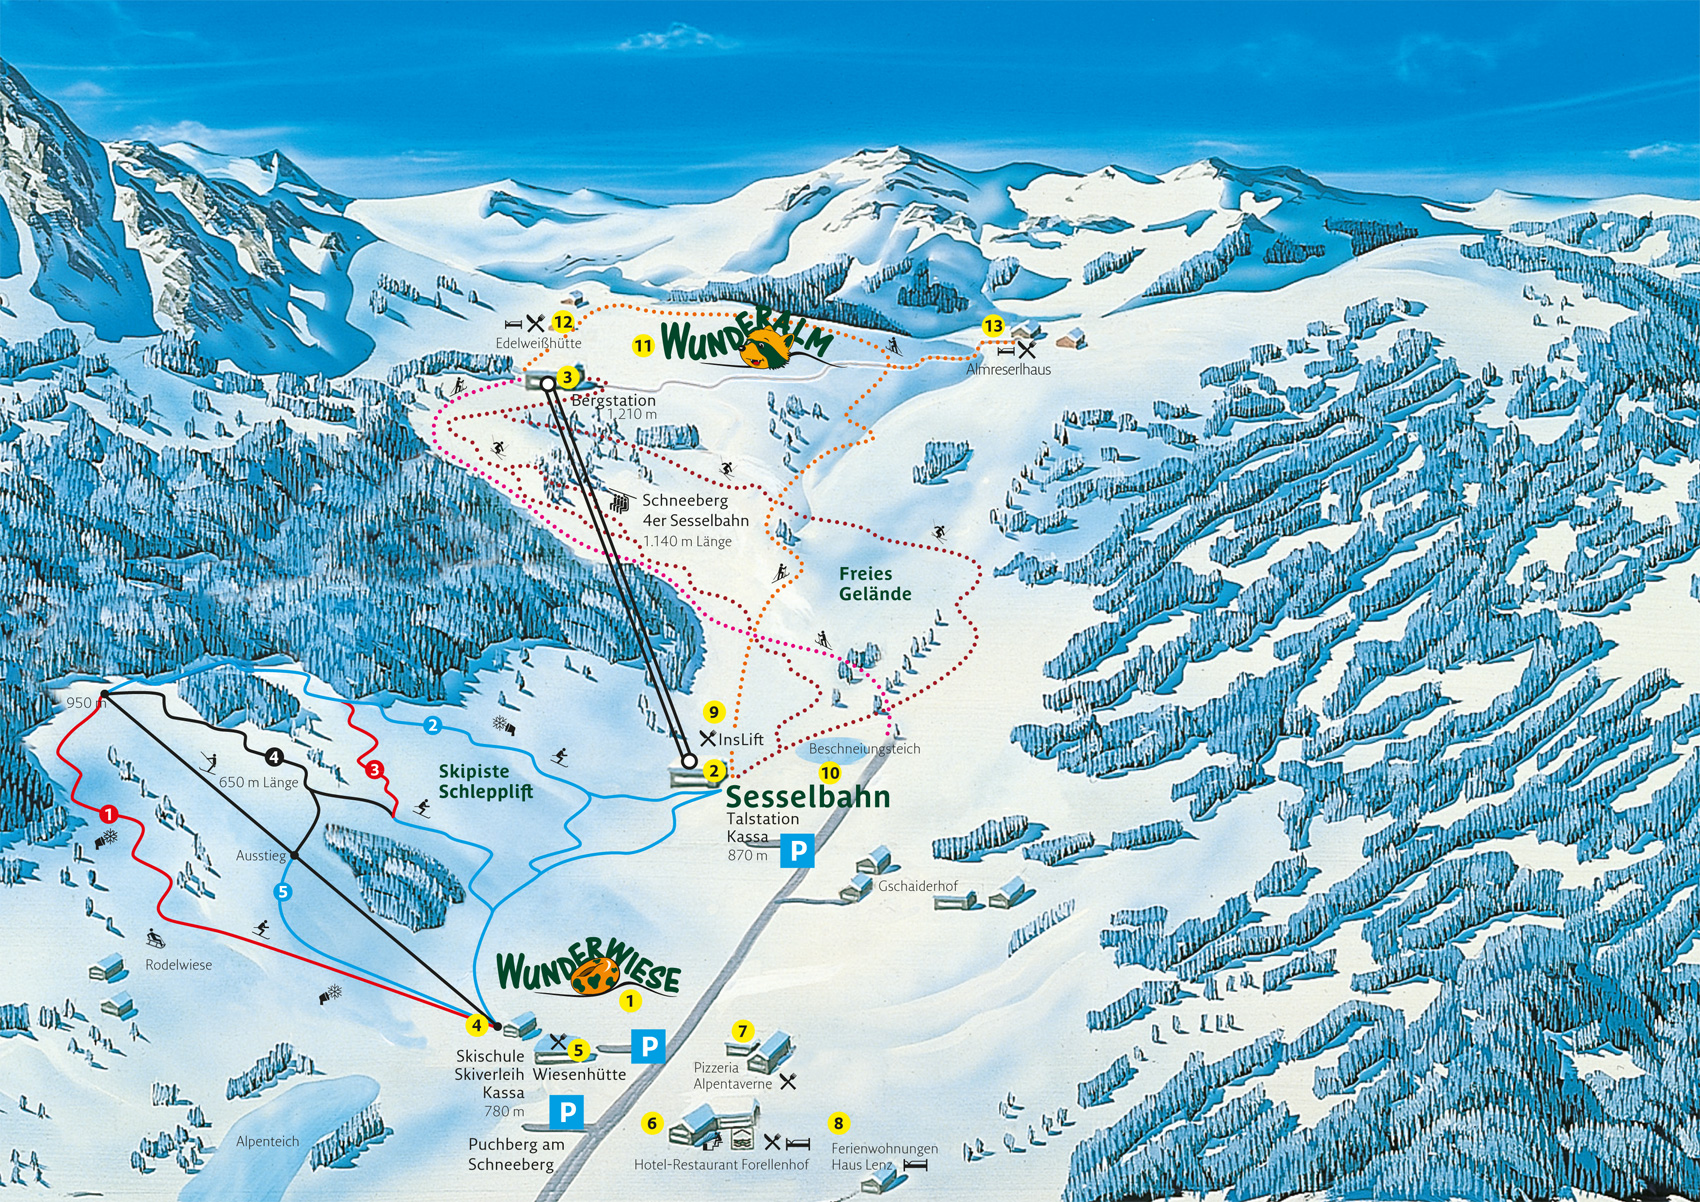 12
Edelweißhütte
11
WUNDERALM
13
Almreserlhaus
3
Bergstation
1.210 m
Schneeberg
4er Sesselbahn
1.140 m Länge
Freies
Gelände
950 m
2
4
650 m Länge
3
Skipiste
Schlepplift
1
9
InsLift
2
Beschneiungsteich
10
Sesselbahn
Talstation
Kassa
870 m
P
Ausstieg
5
Gschaiderhof
Rodelwiese
WUNDERWIESE
1
4
Skischule
Skiverleih
Kassa
780 m
5
Wiesenhütte
P
P
Puchberg am
Schneeberg
7
Pizzeria
Alpentaverne
6
Hotel-Restaurant Forellenhof
8
Ferienwohnungen
Haus Lenz
Alpenteich